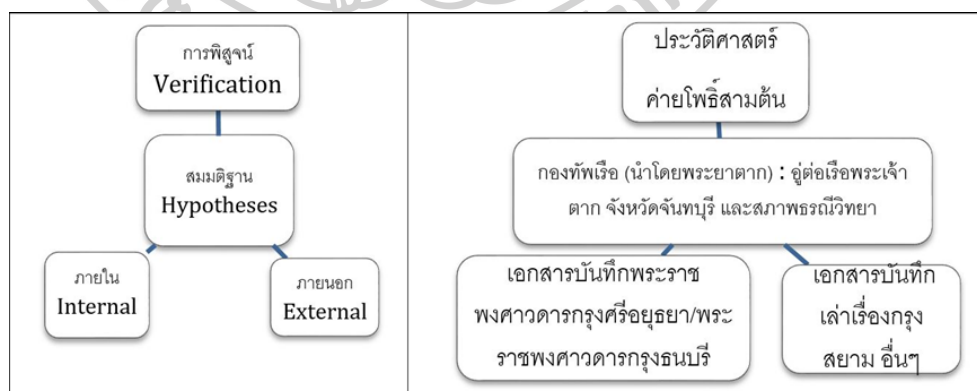 การพิสูจน์
Verification
สมมติฐาน
Hypotheses
ภายใน
Internal
ภายนอก
External
ประวัติศาสตร์
ค่ายโพธิ์สามต้น
กองทัพเรือ (นำโดยพระยาตาก) : อู่ต่อเรือพระเจ้า
ตาก จังหวัดจันทบุรี และสภาพธรณีวิทยา
เอกสารบันทึกพระราช
พงศาวดารกรุงศรีอยุธยา/พระ
ราชพงศาวดารกรุงธนบรี
เอกสารบันทึก
เล่าเรื่องกรุง
สยาม อื่นๆ